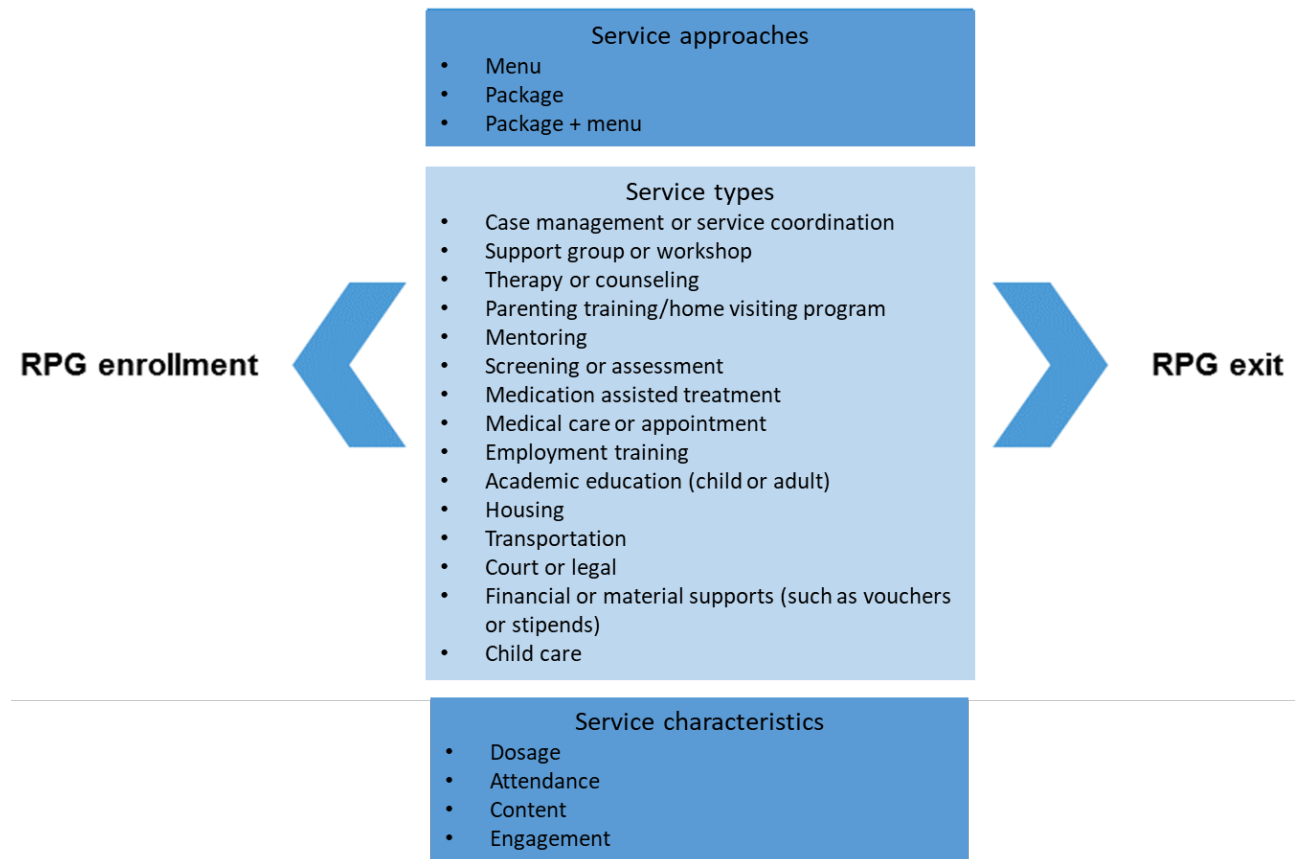 Service approaches
• Menu
• Package
• Package + menu
Service types
• Case management or service coordination
• Support group or workshop
• Therapy or counseling
• Parenting training/home visiting program
• Mentoring
• Screening or assessment
• Medication assisted treatment
• Medical care or appointment
• Employment training
• Academic education (child or adult)
• Housing
• Transportation
• Court or legal
• Financial or material supports (such as vouchers
or stipends)
• Child care
RPG enrollment
RPG exit
Service characteristics
• Dosage
• Attendance
• Content
• Engagement